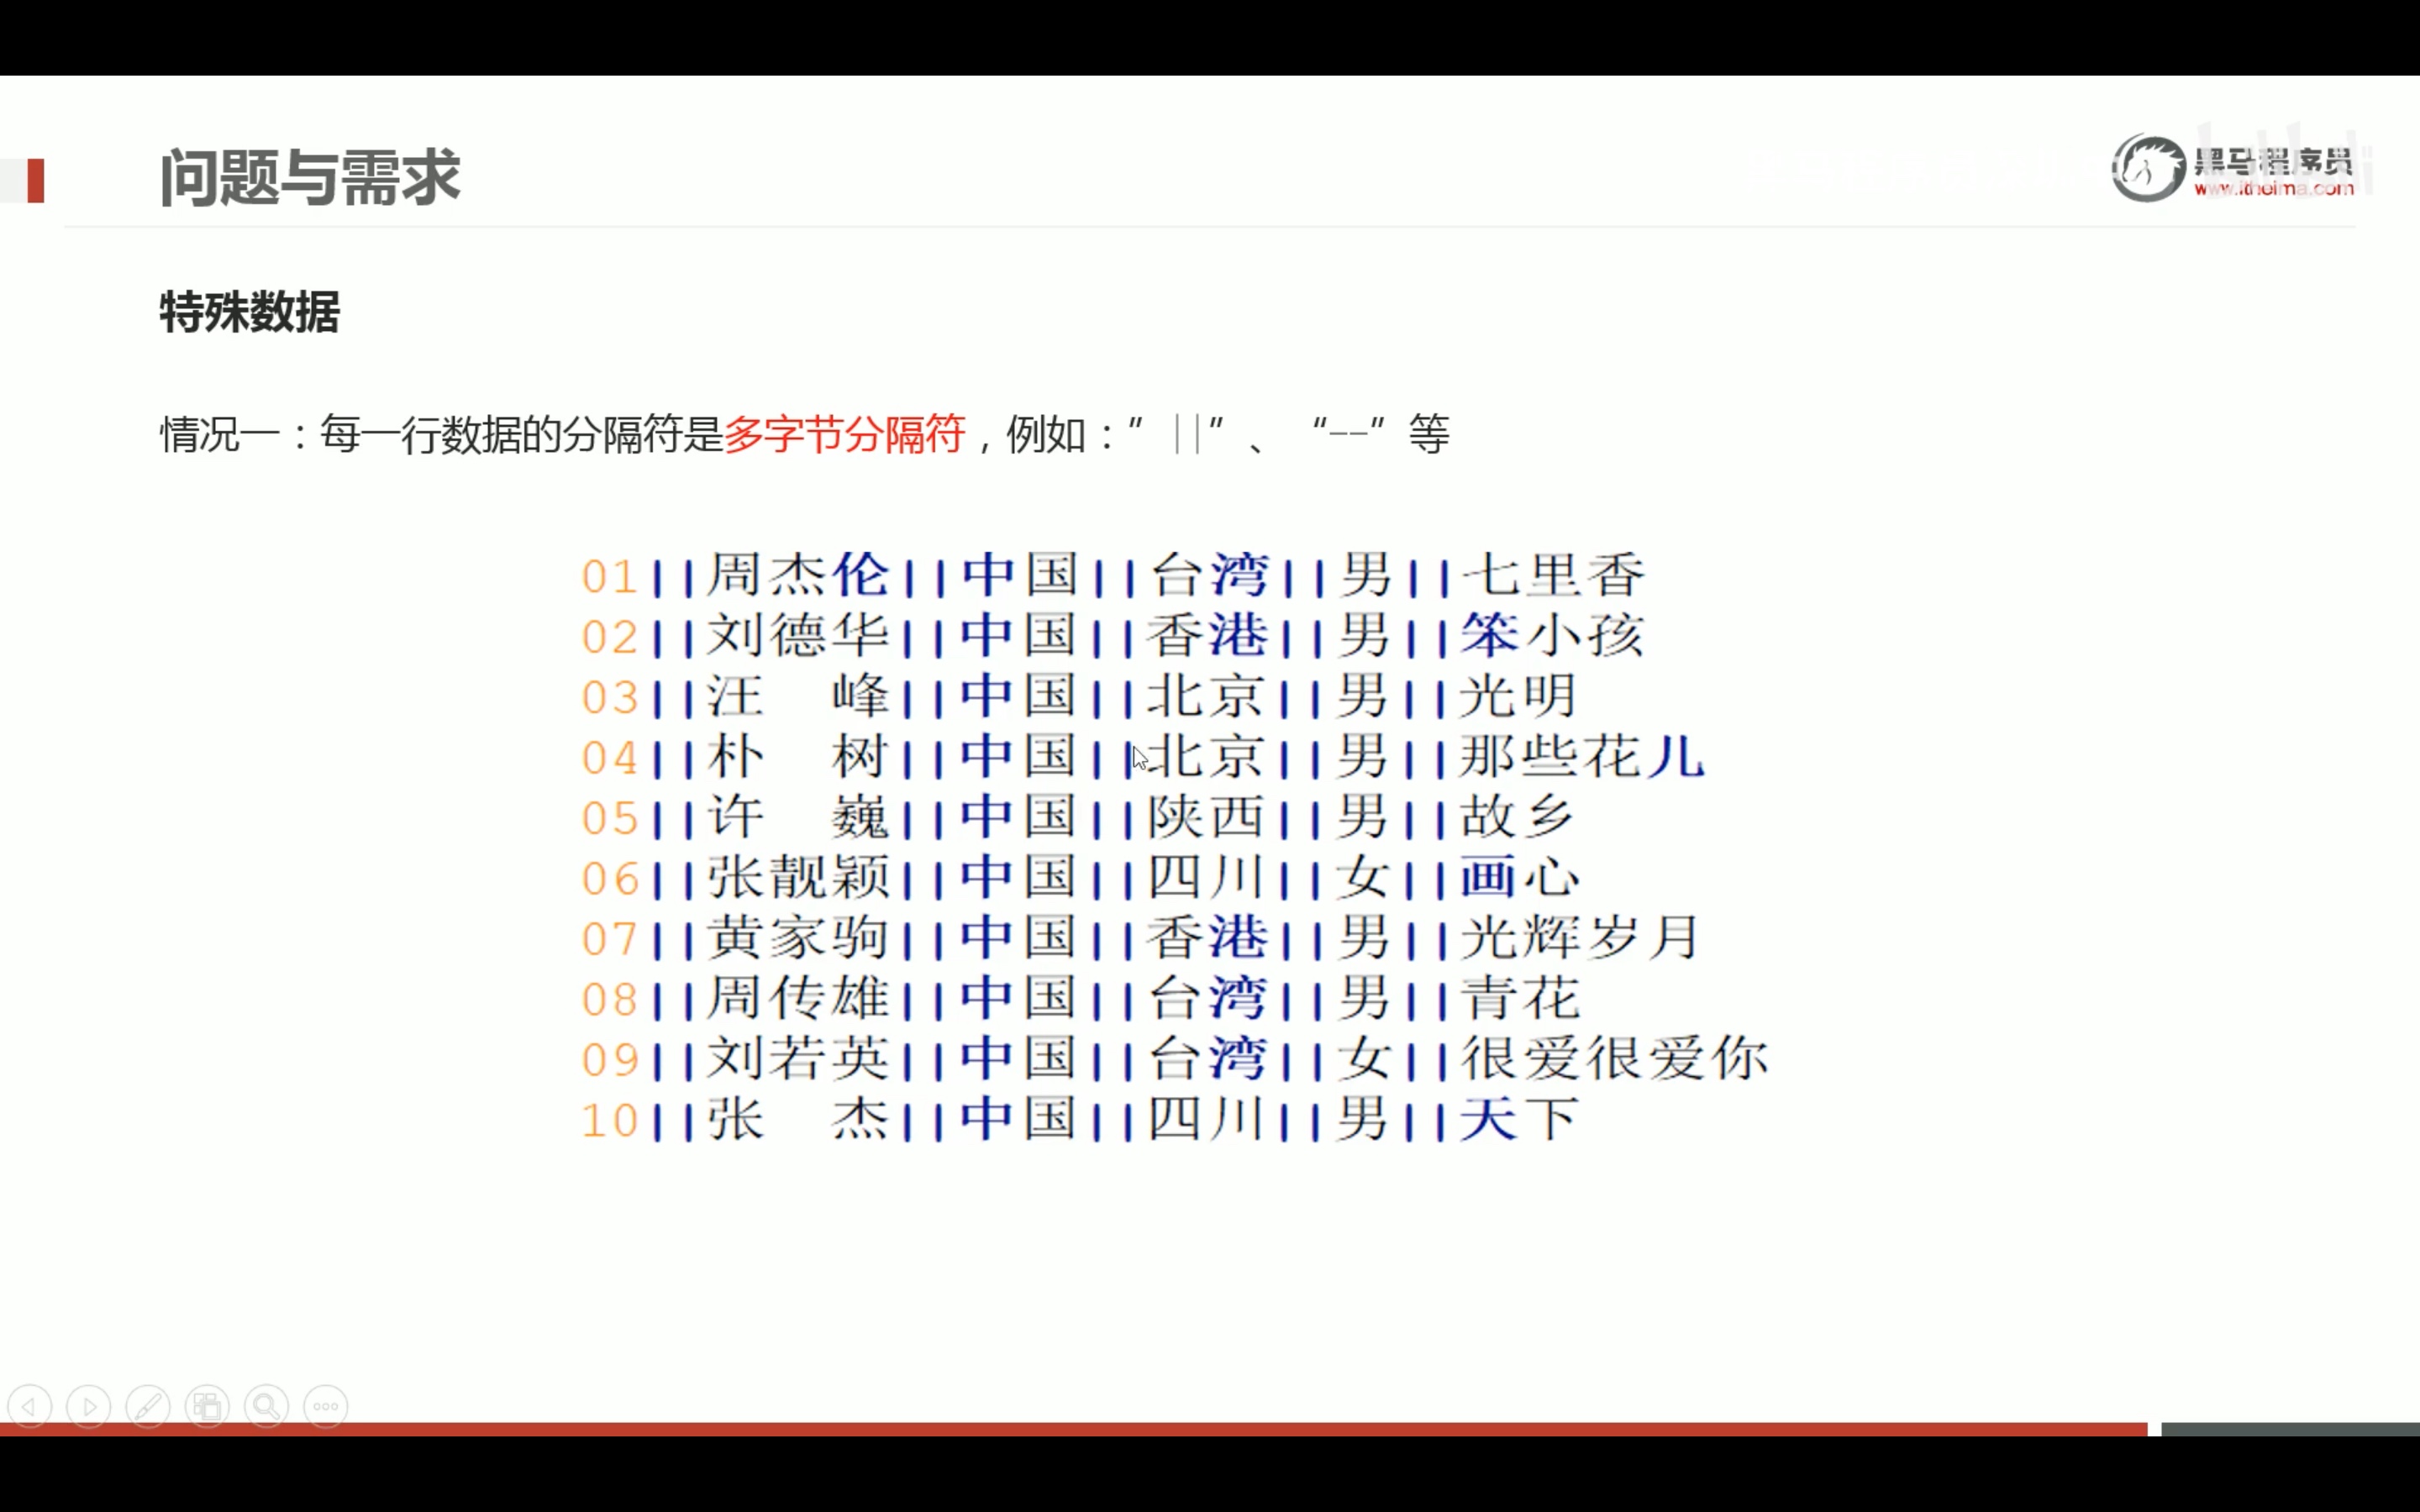 问题与需求
黑马程序员
www.itheima.com
特殊数据
情况一：每一行数据的分隔符是多字节分隔符，例如：”||”、“--”等
01||周杰伦||中国||台湾||男||七里香
02||刘德华||中国||香港||男||笨小孩
03||汪　峰||中国||北京||男||光明
04||朴　树||中国||北京||男||那些花儿
05||许　巍||中国||陕西||男||故乡
06||张靓颖||中国||四川||女||画心
07||黄家驹||中国||香港||男||光辉岁月
08||周传雄||中国||台湾||男||青花
09||刘若英||中国||台湾||女||很爱很爱你
10||张　杰||中国||四川||男||天下